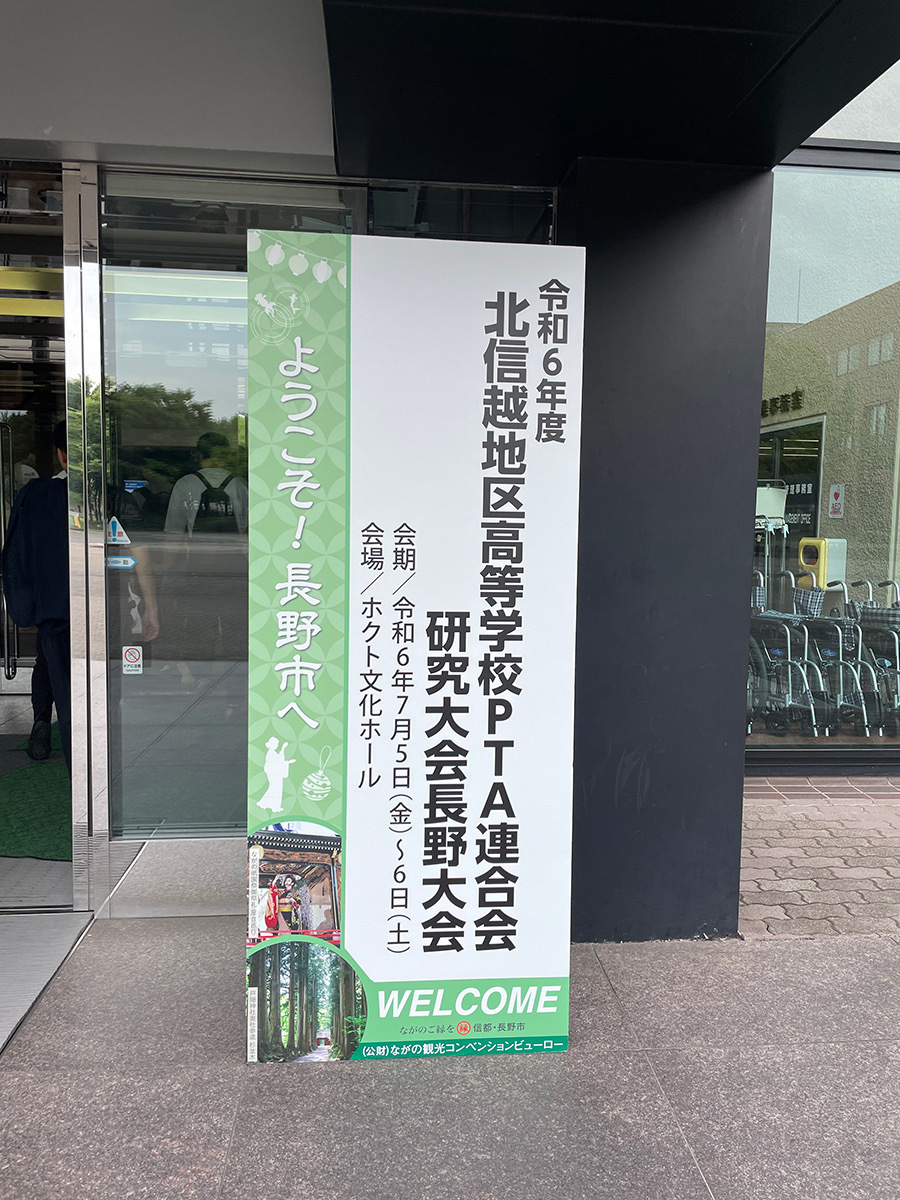 令和6年度
北信越地区高等学校PTA連合会
研究大会長野大会
会期／令和6年7月5日(金)～6日(土)
会場／ホクト文化ホール
ようこそ！長野市へ
WELCOME
ながのご縁を 縁 信都・長野市
(公財)ながの観光コンベンションビューロー